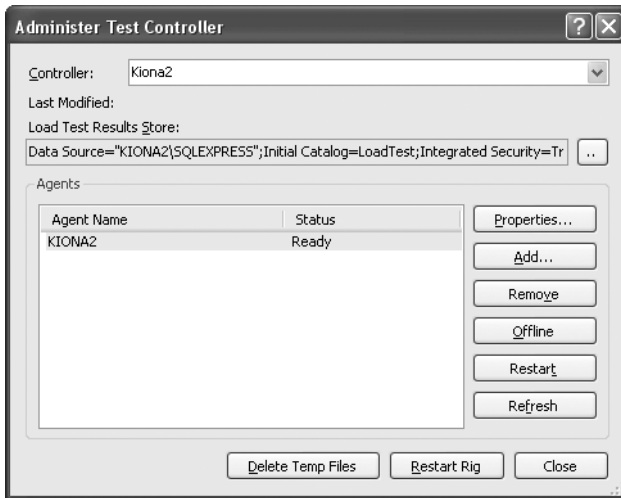 Administer Test Controller
Controller: Kiona2
Last Modified:
Load Test Results Store:
Data Source="KIONA2\SQLEXPRESS";Initial Catalog=LoadTest;Integrated Security=Tr ..
Agents
Agent Name Status
KIONA2 Ready
Properties...
Add...
Remove
Offline
Restart
Refresh
Delete Temp Files Restart Rig Close